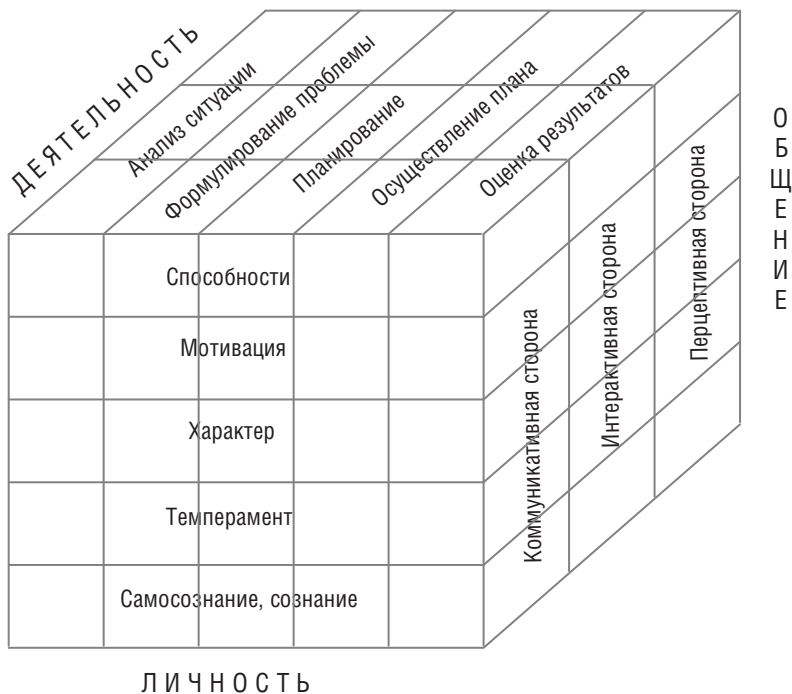 ДЕЯТЕЛЬНОСТЬ
Анализ ситуации
Формулирование проблемы
Планирование
Осуществление плана
Оценка результатов
ОБЩЕНИЕ
Способности
Мотивация
Характер
Темперамент
Самосознание, сознание
Коммуникативная сторона
Интерактивная сторона
Перцептивная сторона
ЛИЧНОСТЬ